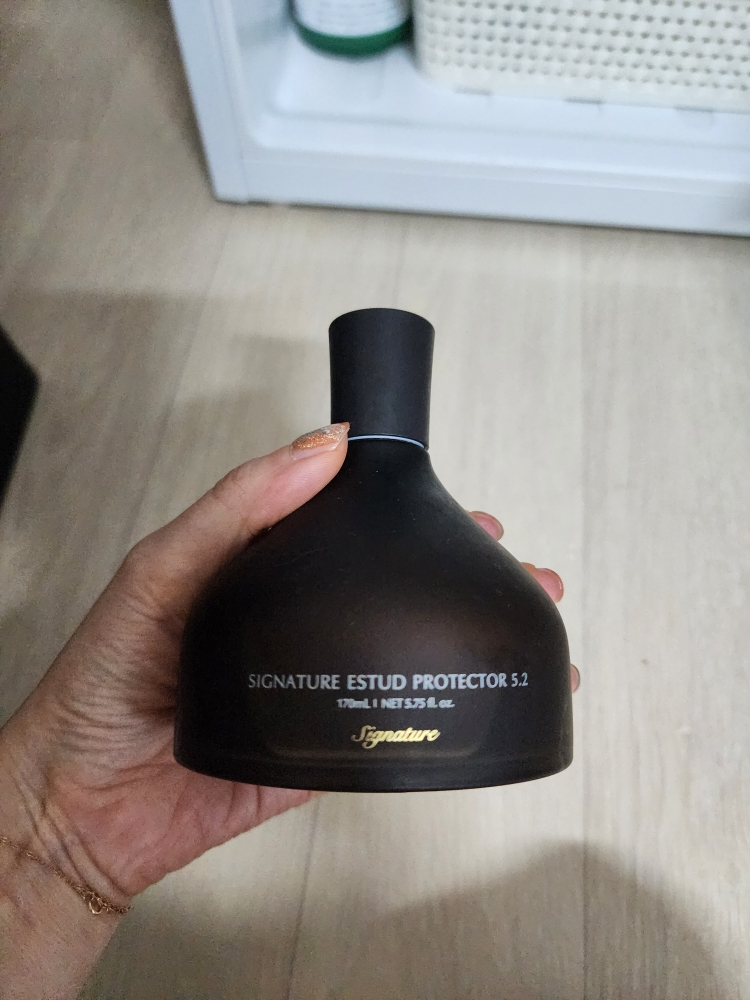 SIGNATURE ESTUD PROTECTOR 5.2
170mL | NET 5.75 fl. oz.
Signature